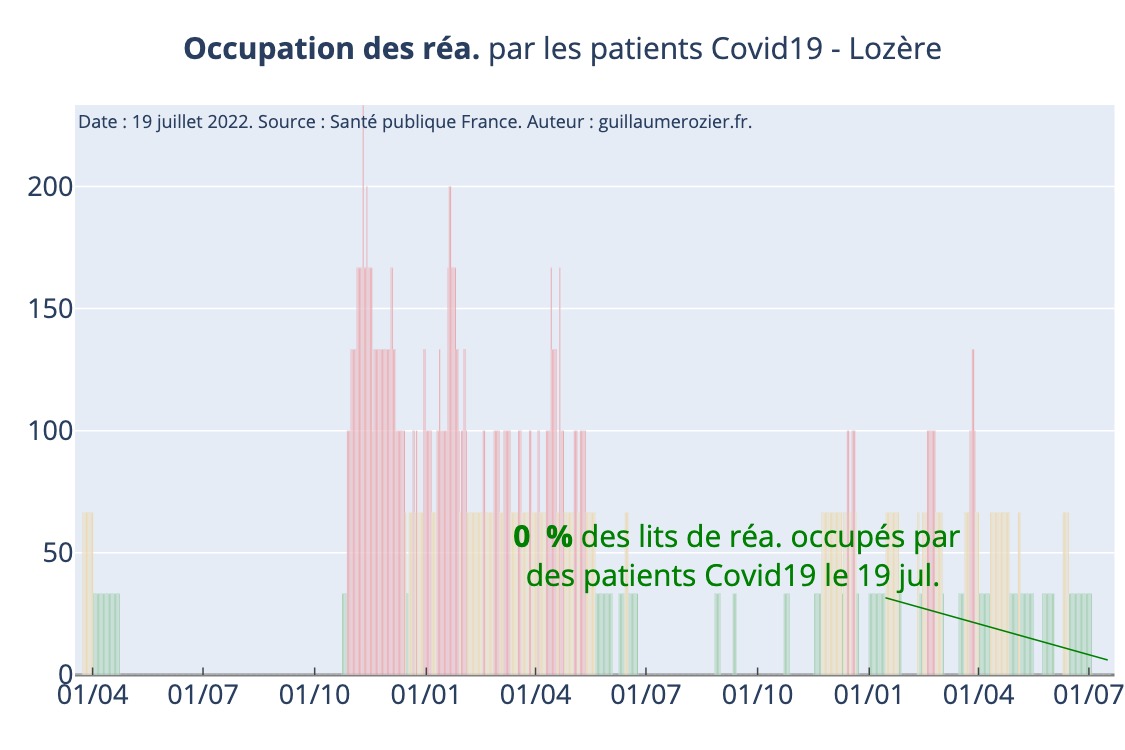 Occupation des réa. par les patients Covid19 - Lozère
Date : 19 juillet 2022. Source : Santé publique France. Auteur : guillaumerozier.fr.
200
150
100
50
0
0 % des lits de réa. occupés par
des patients Covid19 le 19 jul.
01/04 01/07 01/10 01/01 01/04 01/07 01/10 01/01 01/04 01/07